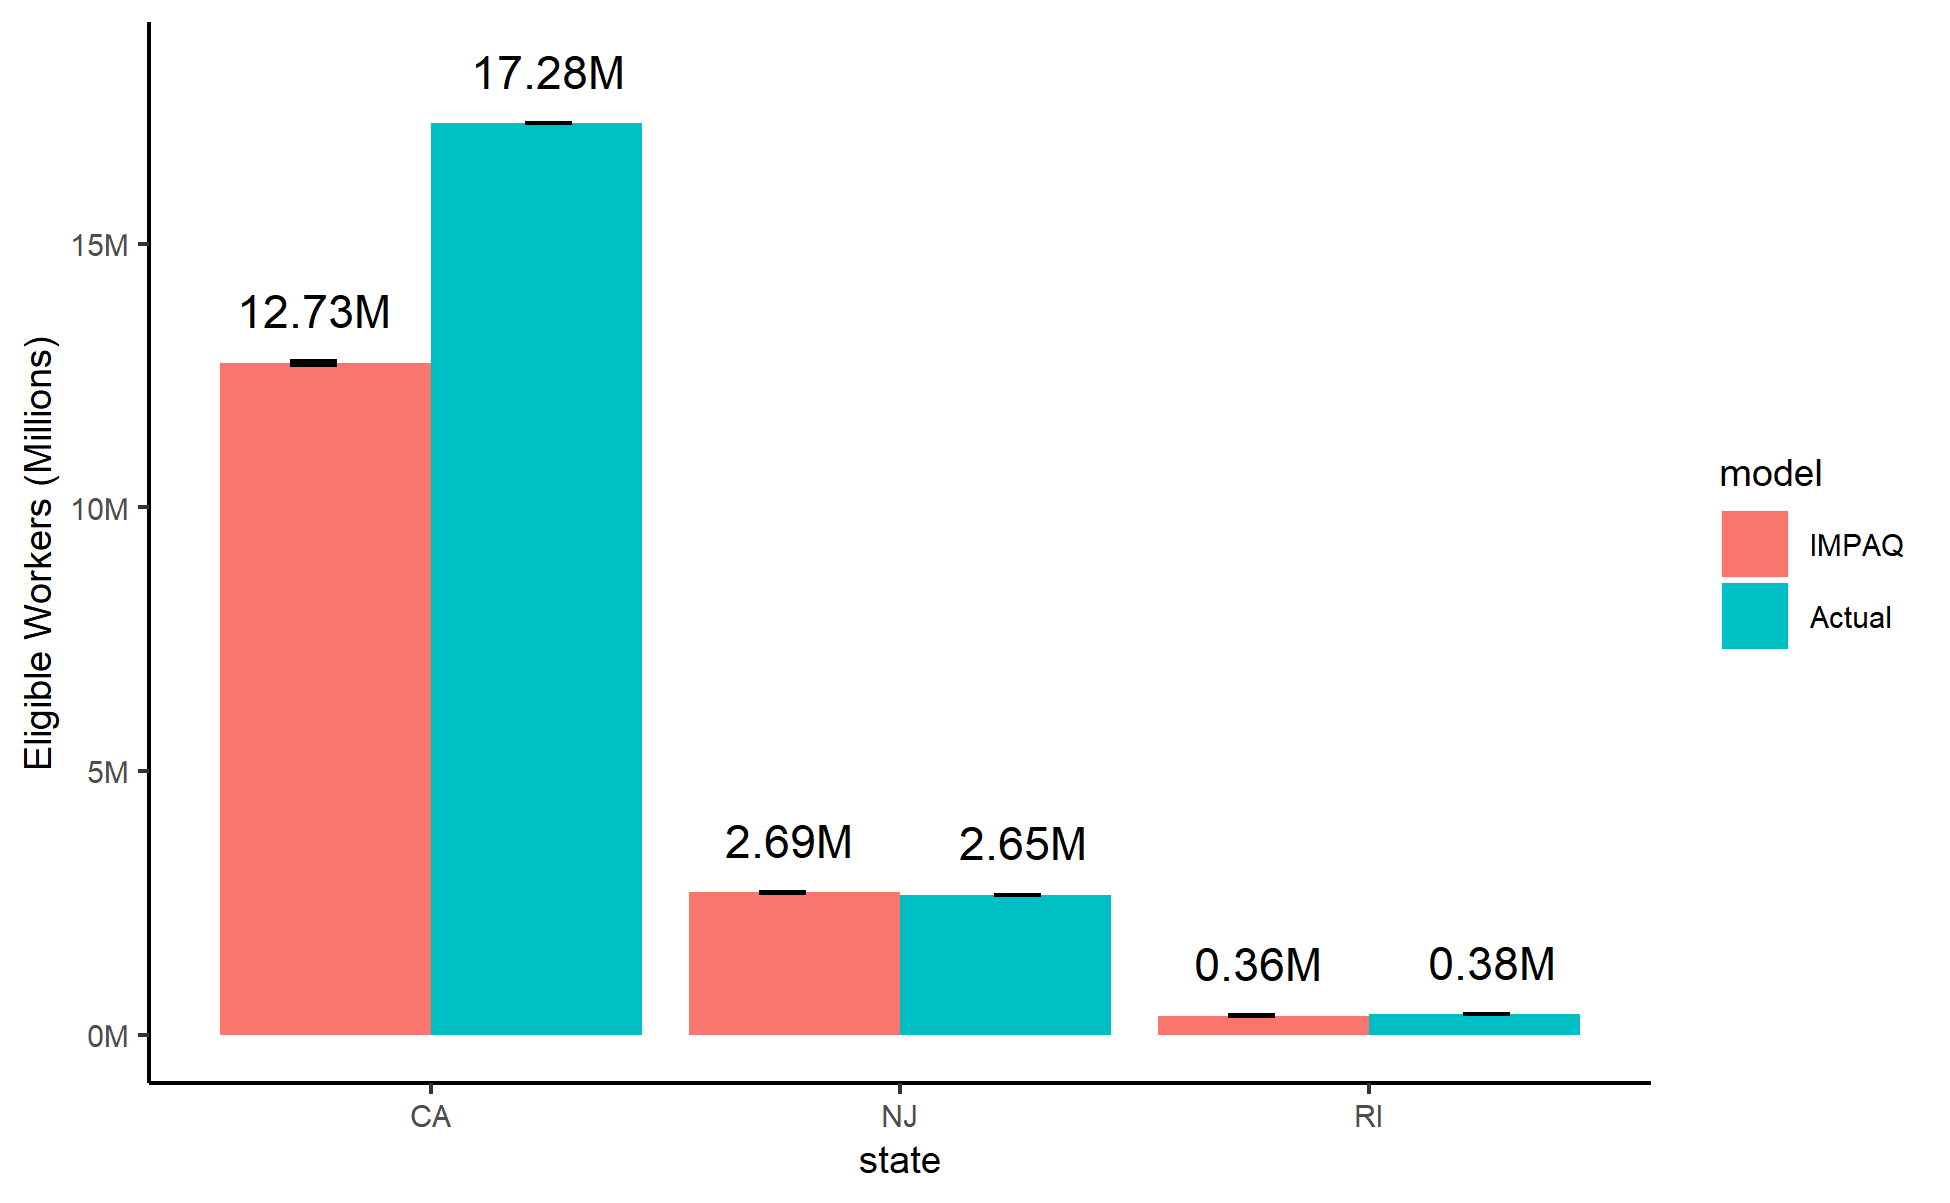 17.28M
15M
12.73M
Eligible Workers (Millions)
10M
model
IMPAQ
Actual
5M
2.69M
2.65M
0.36M
0.38M
0M
CA
NJ
RI
state